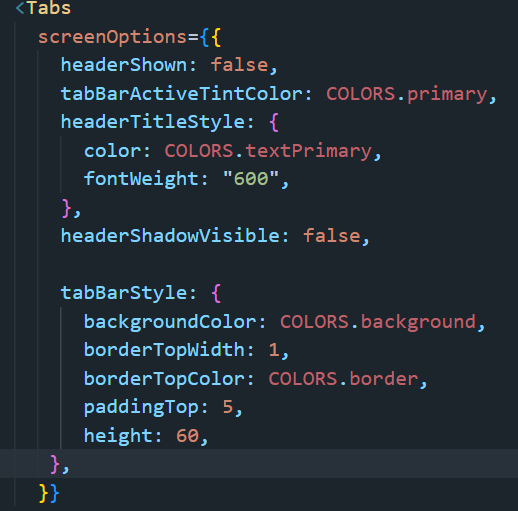 <Tabs
screenOptions={{
headerShown: false,
tabBarActiveTintColor: COLORS.primary,
headerTitleStyle: {
color: COLORS.textPrimary,
fontWeight: "600",
},
headerShadowVisible: false,
tabBarStyle: {
backgroundColor: COLORS.background,
borderTopWidth: 1,
borderTopColor: COLORS.border,
paddingTop: 5,
height: 60,
},
}}